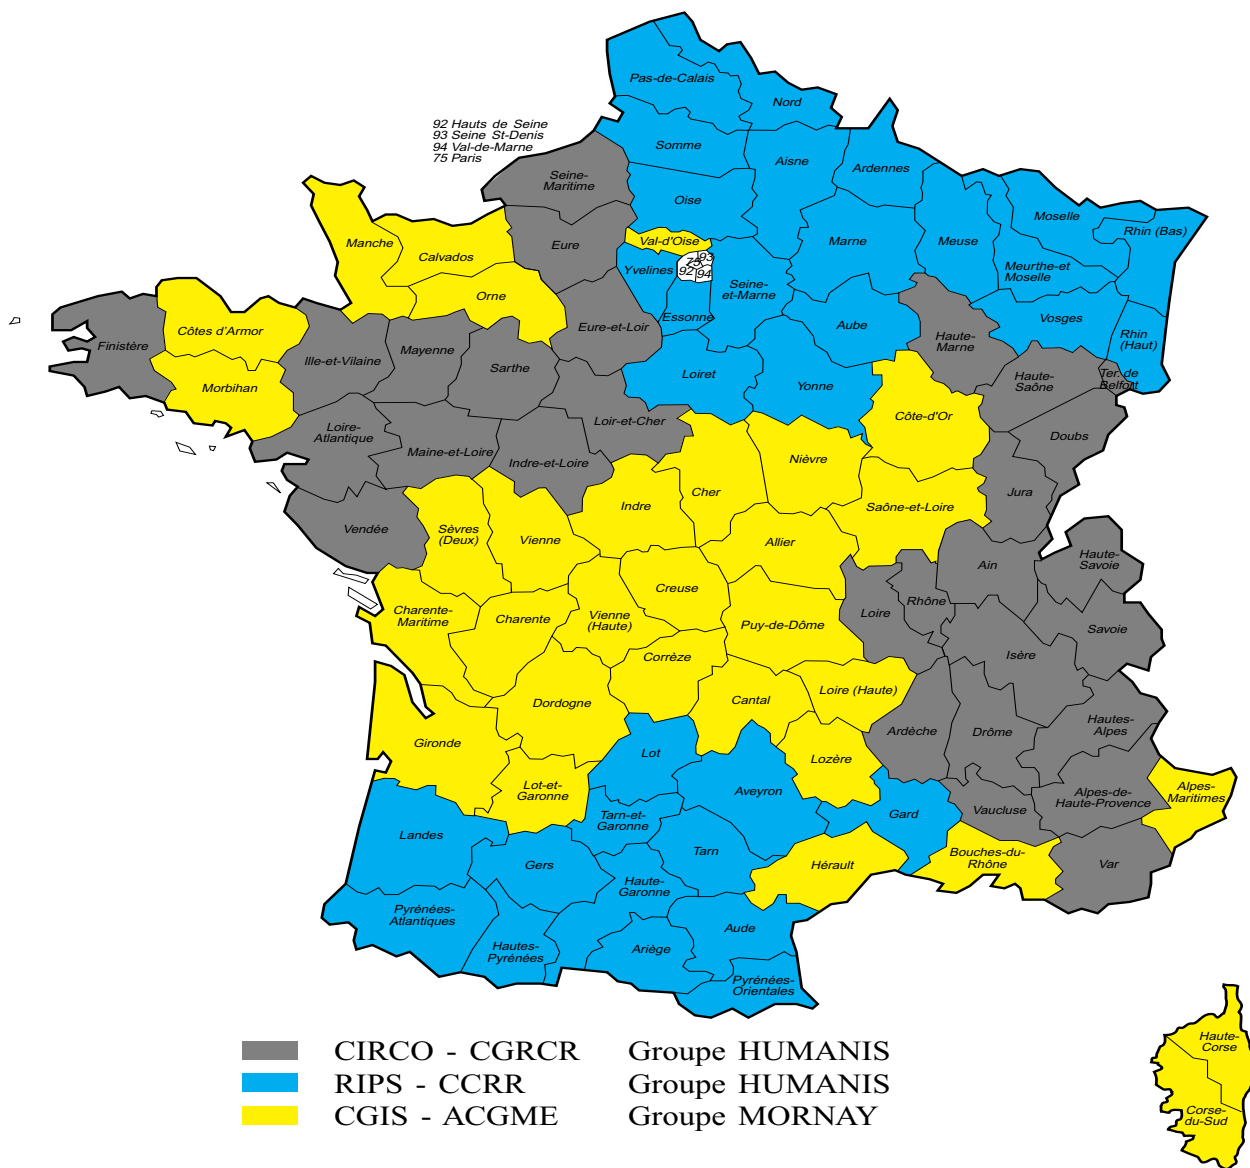 Pas-de-Calais
Nord
92 Hauts de Seine
93 Seine St-Denis
94 Val-de-Marne
75 Paris
Somme
Aisne
Ardennes
Seine-
Maritime
Oise
Moselle
Rhin (Bas)
Manche
Calvados
Eure
Val-d'Oise
Marne
Meuse
Meurthe-et
Moselle
Yvelines
75
93
92
94
Seine-
et-Marne
Orne
Essonne
Eure-et-Loir
Aube
Haute-
Marne
Vosges
Rhin
(Haut)
Finistère
Côtes d'Armor
Ille-et-Vilaine
Mayenne
Sarthe
Loiret
Yonne
Haute-
Saône
Ter. de
Belfort
Morbihan
Loir-et-Cher
Côte-d'Or
Loire-
Atlantique
Maine-et-Loire
Indre-et-Loire
Nièvre
Doubs
Cher
Indre
Saône-et-Loire
Jura
Vendée
Sèvres
(Deux)
Vienne
Allier
Ain
Haute-
Savoie
Charente-
Maritime
Charente
Vienne
(Haute)
Creuse
Puy-de-Dôme
Loire
Rhône
Savoie
Isère
Corrèze
Dordogne
Cantal
Loire (Haute)
Ardèche
Drôme
Hautes-
Alpes
Gironde
Lot
Lozère
Lot-et-
Garonne
Aveyron
Alpes-de-
Haute-Provence
Alpes-
Maritimes
Vaucluse
Gard
Landes
Tarn-et-
Garonne
Tarn
Gers
Hérault
Bouches-du-
Rhône
Var
Haute-
Garonne
Pyrénées-
Atlantiques
Hautes-
Pyrénées
Ariège
Aude
Pyrénées-
Orientales
Haute-
Corse
Corse-
du-Sud
CIRCO - CGRCR Groupe HUMANIS
RIPS - CCRR Groupe HUMANIS
CGIS - ACGME Groupe MORNAY